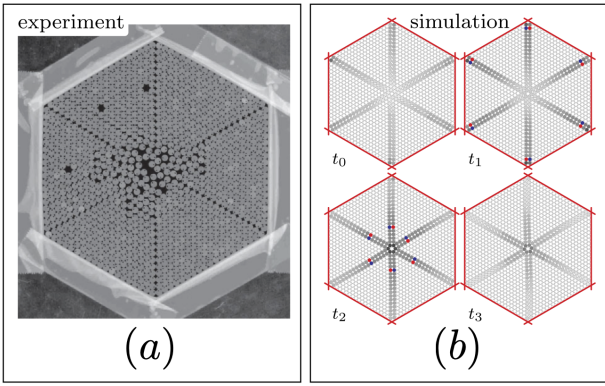 experiment
(a)
simulation
t₀
t₁
t₂
t₃
(b)